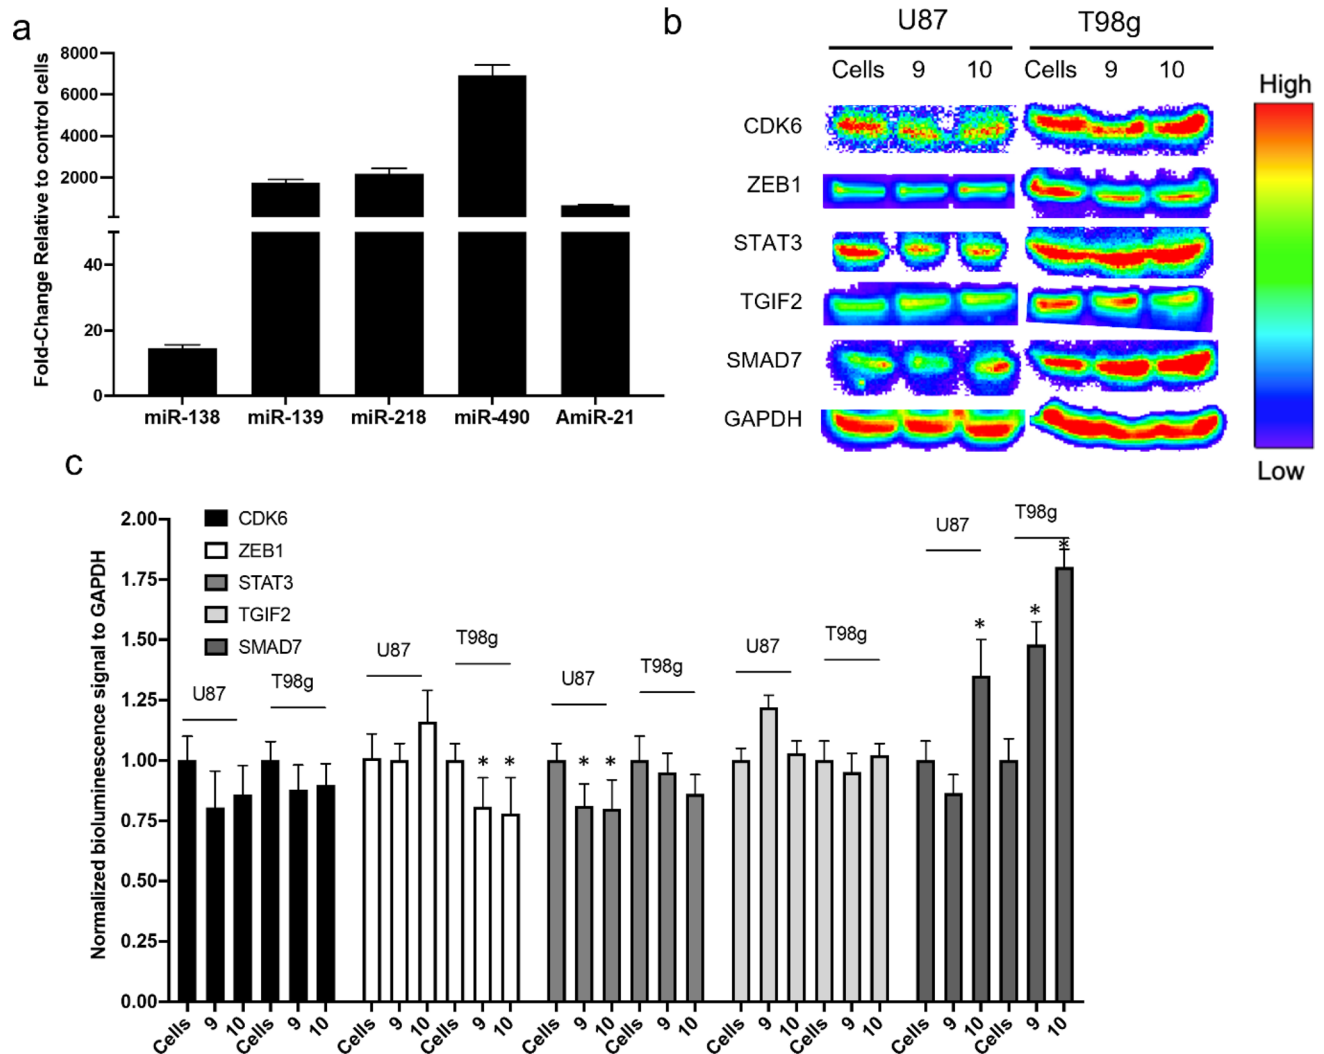 a
Fold-Change Relative to control cells
8000
6000
4000
2000
40
20
0
miR-138 miR-139 miR-218 miR-490 AmiR-21
b
U87 T98g
Cells 9 10 Cells 9 10
High
CDK6
ZEB1
STAT3
TGIF2
SMAD7
GAPDH
Low
c
Normalized bioluminescence signal to GAPDH
2.00
1.75
1.50
1.25
1.00
0.75
0.50
0.25
0.00
CDK6
ZEB1
STAT3
TGIF2
SMAD7
U87 T98g
U87 T98g
* *
U87 T98g
* *
U87 T98g
U87 T98g
* * *
Cells 9 10 Cells 9 10 Cells 9 10 Cells 9 10 Cells 9 10 Cells 9 10 Cells 9 10 Cells 9 10 Cells 9 10 Cells 9 10